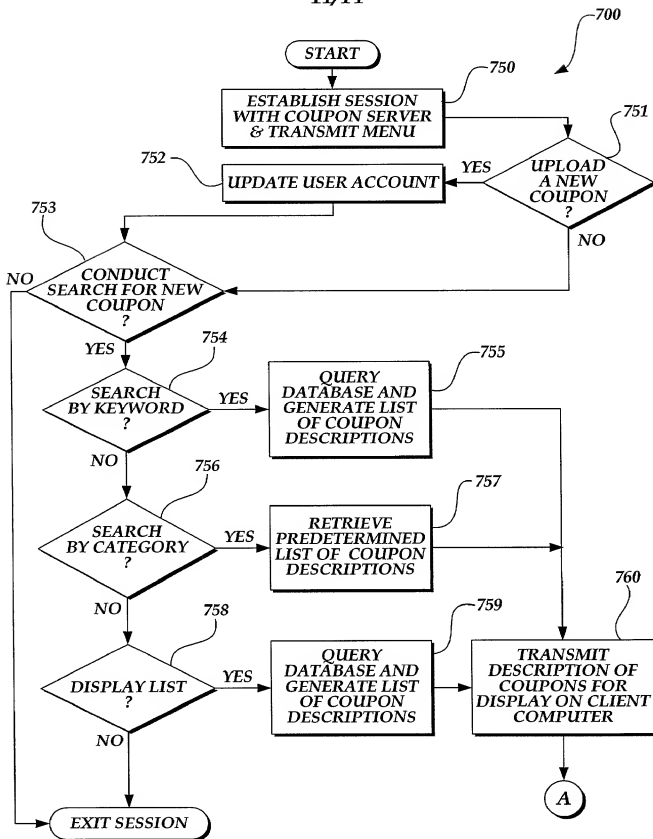 11/14
700
START
750
ESTABLISH SESSION
WITH COUPON SERVER
& TRANSMIT MENU
751
UPLOAD
A NEW
COUPON
?
YES
NO
752
UPDATE USER ACCOUNT
753
CONDUCT
SEARCH FOR NEW
COUPON
?
NO
YES
754
SEARCH
BY KEYWORD
?
YES
NO
755
QUERY
DATABASE AND
GENERATE LIST
OF COUPON
DESCRIPTIONS
756
SEARCH
BY CATEGORY
?
YES
NO
757
RETRIEVE
PREDETERMINED
LIST OF COUPON
DESCRIPTIONS
758
DISPLAY LIST
?
YES
NO
759
QUERY
DATABASE AND
GENERATE LIST
OF COUPON
DESCRIPTIONS
760
TRANSMIT
DESCRIPTION OF
COUPONS FOR
DISPLAY ON CLIENT
COMPUTER
A
EXIT SESSION